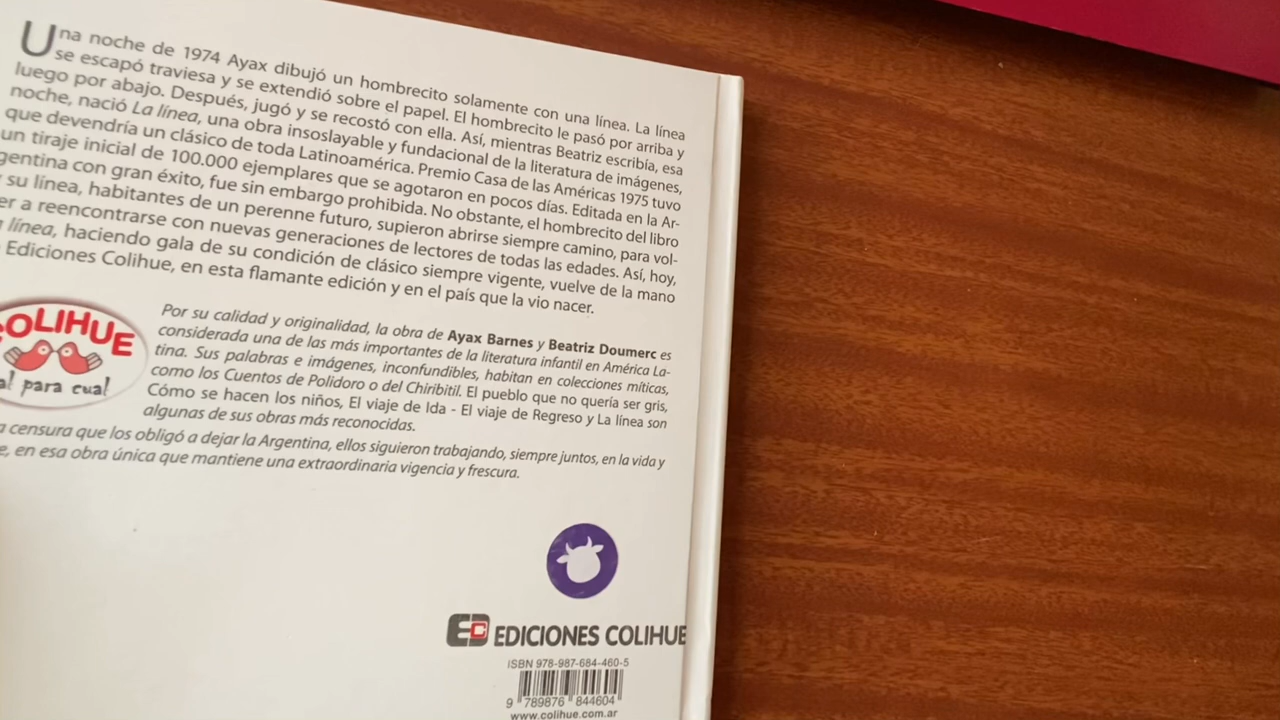 Una noche de 1974 Ayax dibujó un hombrecito solamente con una línea. La línea
se escapó traviesa y se extendió sobre el papel. El hombrecito le pasó por arriba y
luego por abajo. Después, jugó y se recostó con ella. Así, mientras Beatriz escribía, esa
noche, nació La línea, una obra insoslayable y fundacional de la literatura de imágenes,
que devendría un clásico de toda Latinoamérica. Premio Casa de las Américas 1975 tuvo
un tiraje inicial de 100.000 ejemplares que se agotaron en pocos días. Editada en la Ar-
gentina con gran éxito, fue sin embargo prohibida. No obstante, el hombrecito del libro
su línea, habitantes de un perenne futuro, supieron abrirse siempre camino, para vol-
er a reencontrarse con nuevas generaciones de lectores de todas las edades. Así, hoy,
línea, haciendo gala de su condición de clásico siempre vigente, vuelve de la mano
Ediciones Colihue, en esta flamante edición y en el país que la vio nacer.
COLIHUE
al para cual
Por su calidad y originalidad, la obra de Ayax Barnes y Beatriz Doumerc es
considerada una de las más importantes de la literatura infantil en América La-
tina. Sus palabras e imágenes, inconfundibles, habitan en colecciones míticas,
como los Cuentos de Polidoro o del Chiribitil. El pueblo que no quería ser gris,
Cómo se hacen los niños, El viaje de Ida - El viaje de Regreso y La línea son
algunas de sus obras más reconocidas.
a censura que los obligó a dejar la Argentina, ellos siguieron trabajando, siempre juntos, en la vida y
e, en esa obra única que mantiene una extraordinaria vigencia y frescura.
EC EDICIONES COLIHUE
ISBN 978-987-684-460-5
9 789876 844604
www.colihue.com.ar